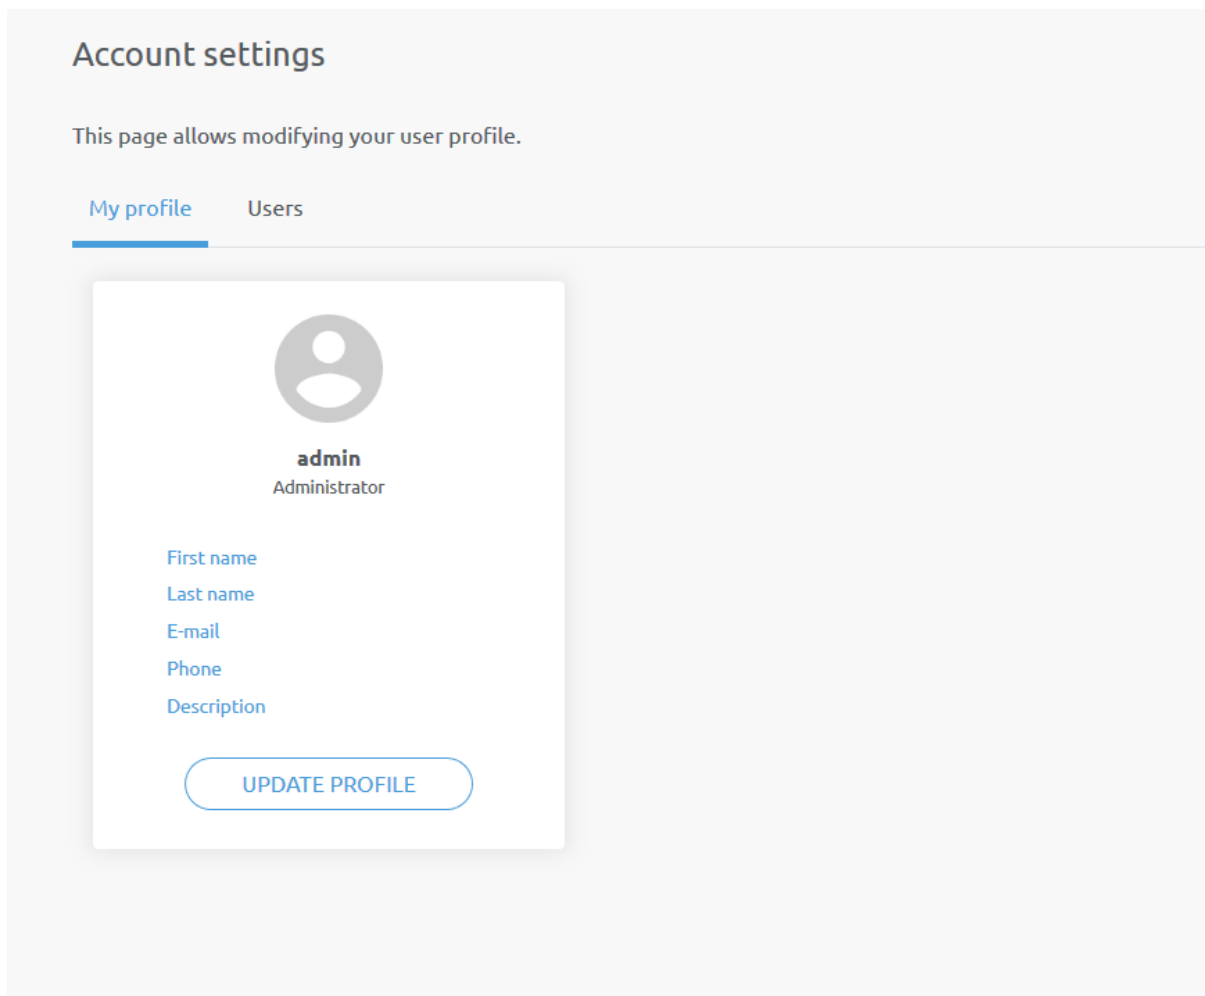 Account settings
This page allows modifying your user profile.
My profile Users
admin
Administrator
First name
Last name
E-mail
Phone
Description
UPDATE PROFILE